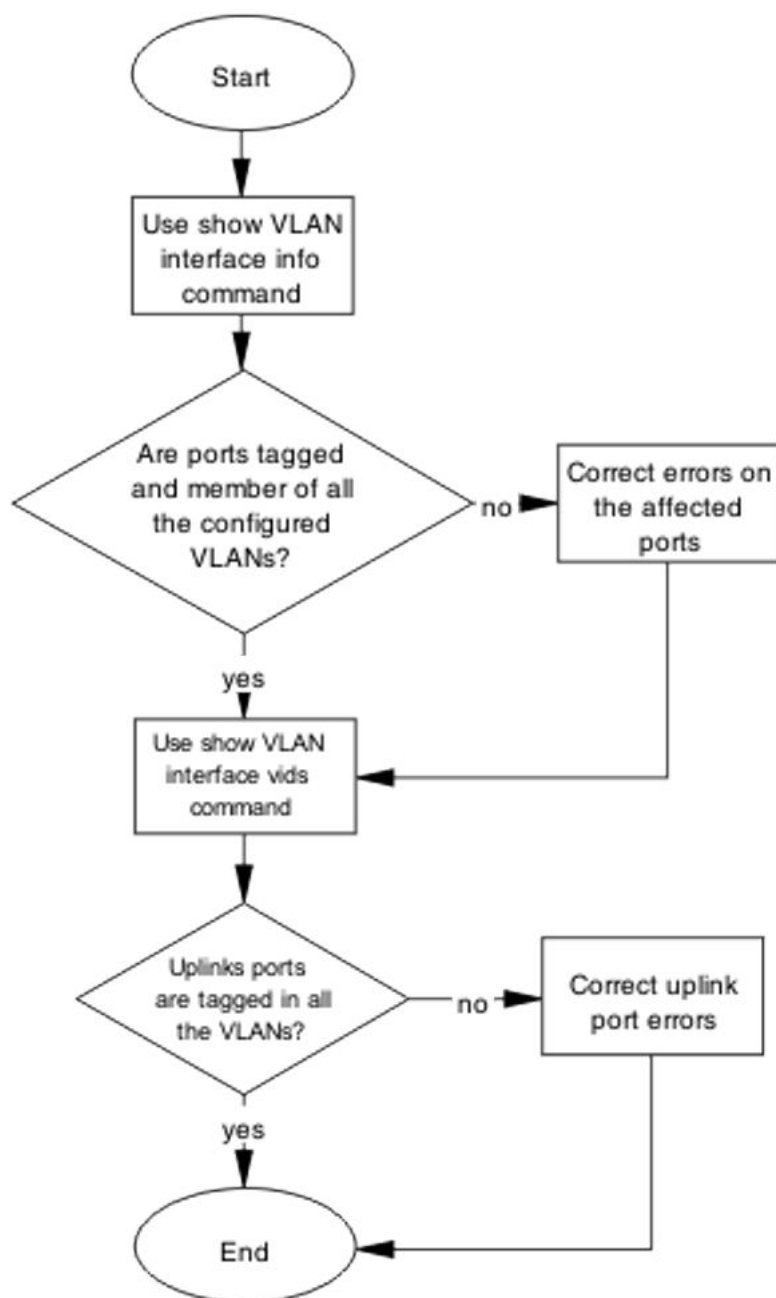 Start
Use show VLAN
interface info
command
Are ports tagged
and member of all
the configured
VLANs?
no
Correct errors on
the affected
ports
yes
Use show VLAN
interface vids
command
Uplinks ports
are tagged in all
the VLANs?
no
Correct uplink
port errors
yes
End